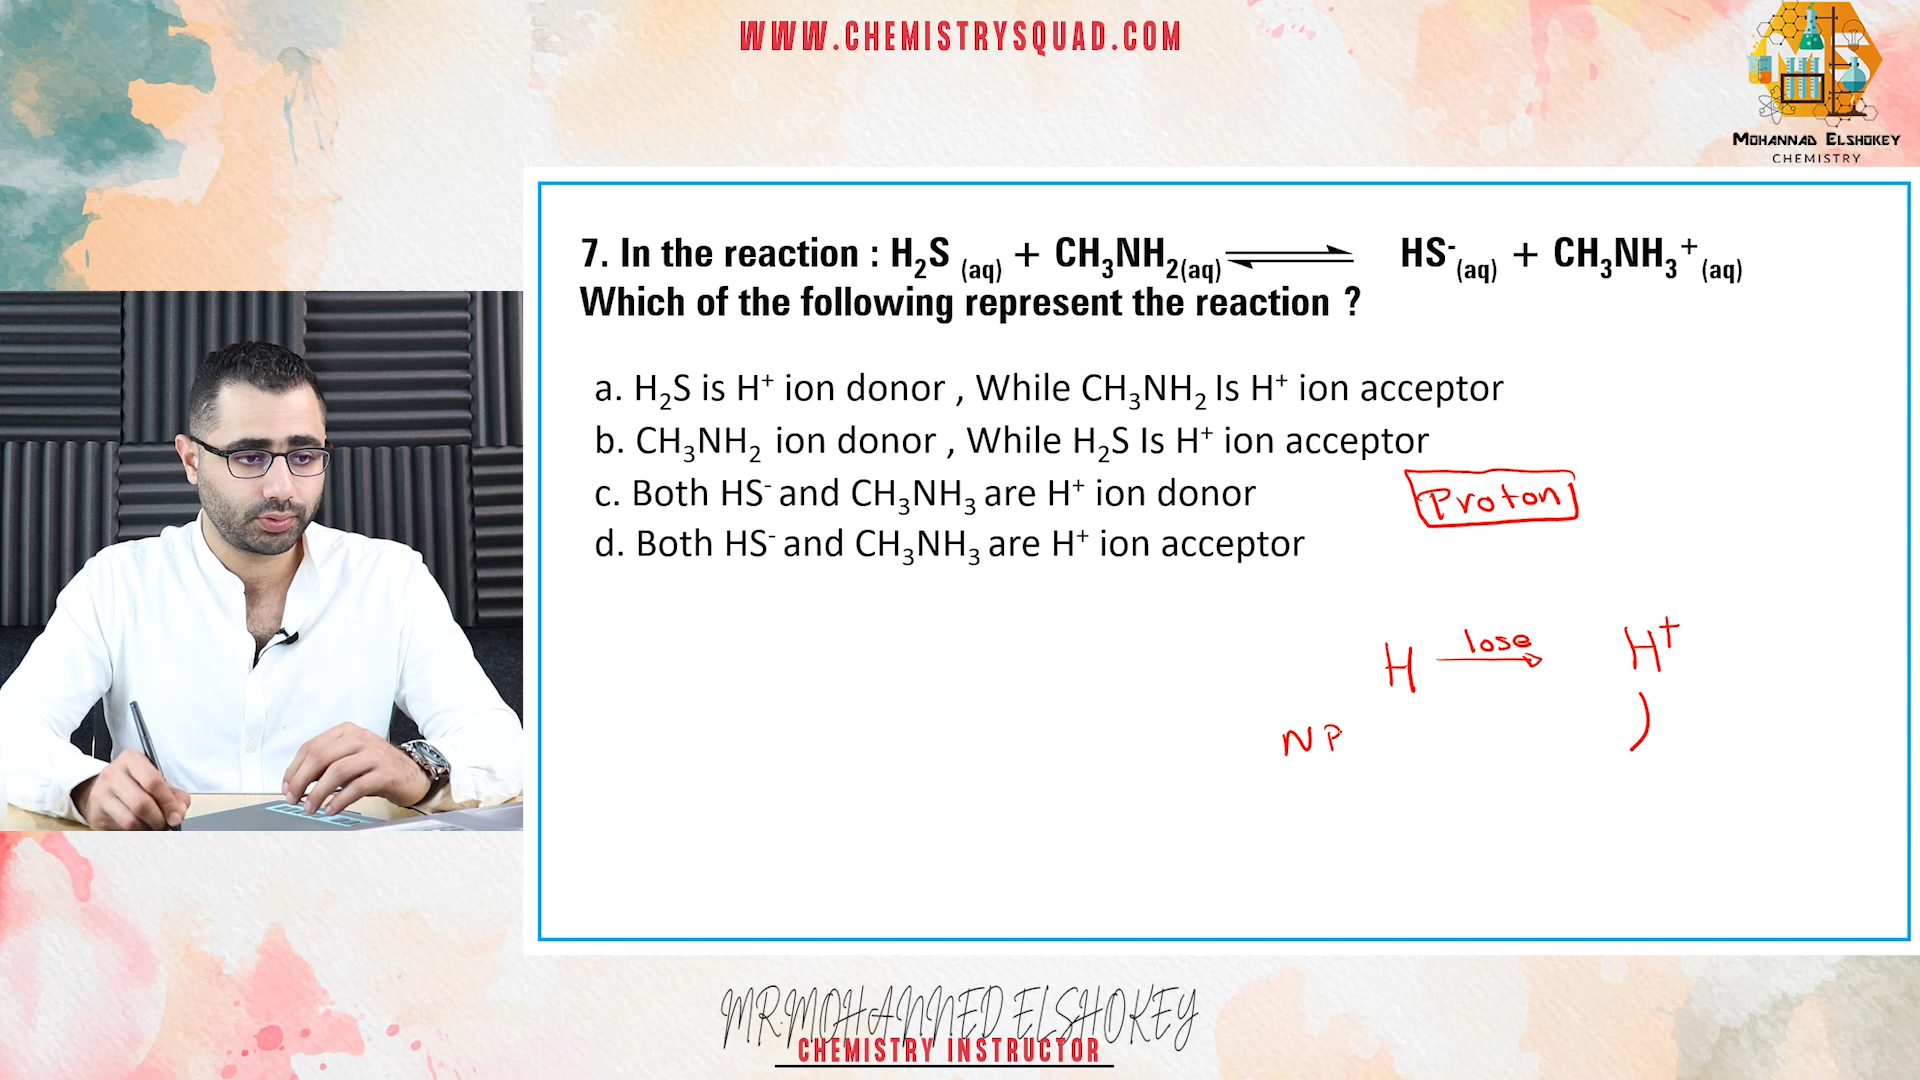 WWW.CHEMISTRYSQUAD.COM
MS
MOHANNAD ELSHOKEY
CHEMISTRY
7. In the reaction : H₂S (aq) + CH₃NH₂(aq) ⇌ HS⁻(aq) + CH₃NH₃⁺(aq)
Which of the following represent the reaction ?
a. H₂S is H⁺ ion donor , While CH₃NH₂ Is H⁺ ion acceptor
b. CH₃NH₂ ion donor , While H₂S Is H⁺ ion acceptor
c. Both HS⁻ and CH₃NH₃ are H⁺ ion donor
Proton
d. Both HS⁻ and CH₃NH₃ are H⁺ ion acceptor
H lose → H⁺
NP )
MR.MOHANNED ELSHOKEY
CHEMISTRY INSTRUCTOR